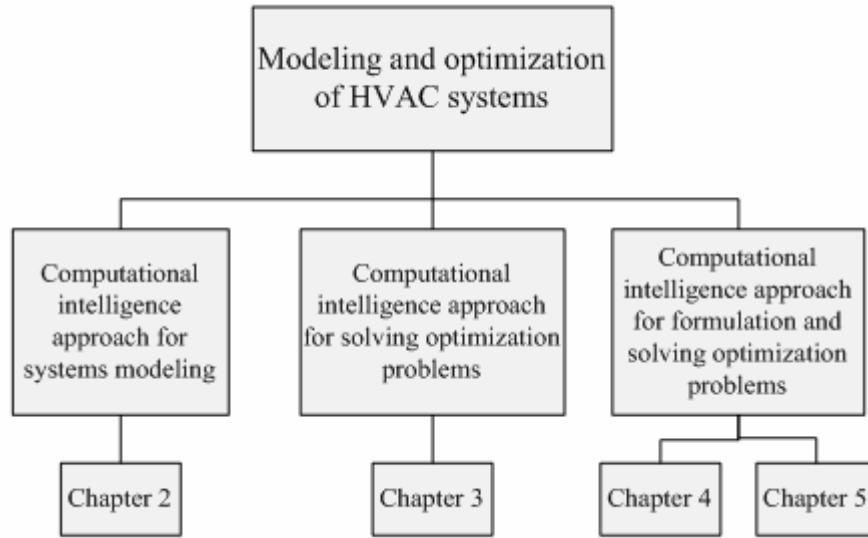 Modeling and optimization
of HVAC systems
Computational
intelligence
approach for
systems modeling
Computational
intelligence approach
for solving optimization
problems
Computational
intelligence approach
for formulation and
solving optimization
problems
Chapter 2
Chapter 3
Chapter 4
Chapter 5